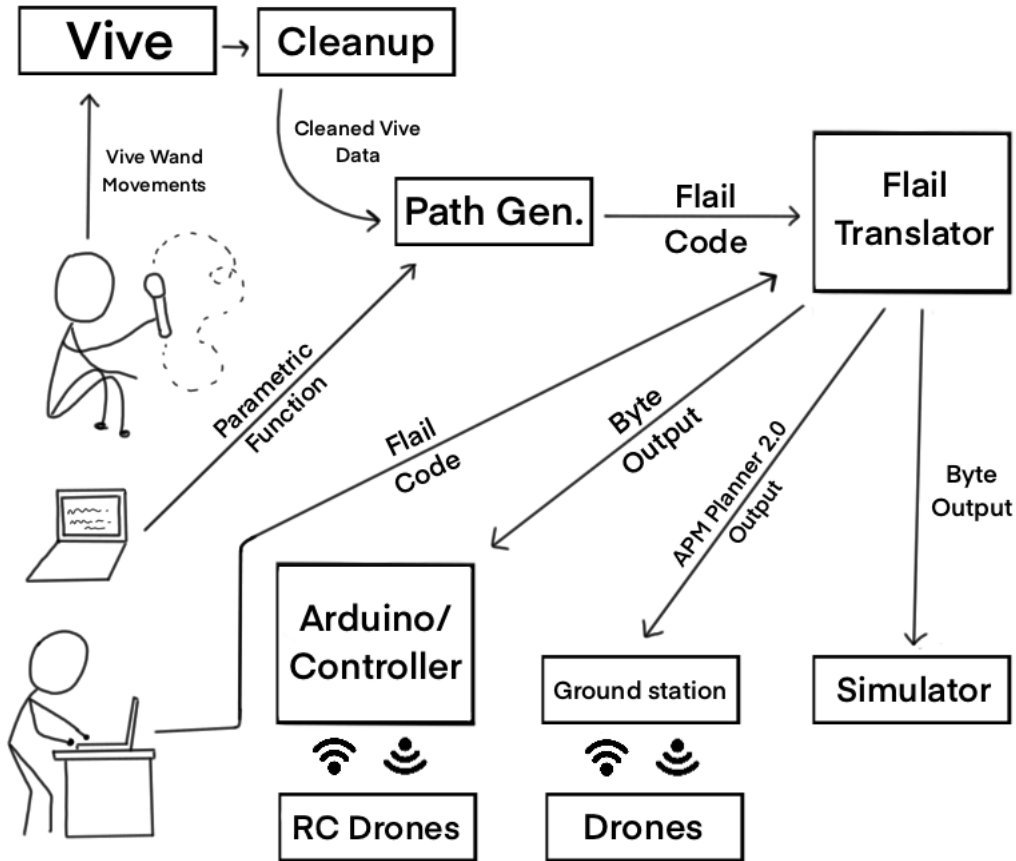 Vive
Cleanup
Vive Wand
Movements
Cleaned Vive
Data
Path Gen.
Flail
Code
Flail
Translator
Parametric
Function
Flail
Code
Byte
Output
APM Planner 2.0
Output
Byte
Output
Arduino/
Controller
Ground station
Simulator
RC Drones
Drones